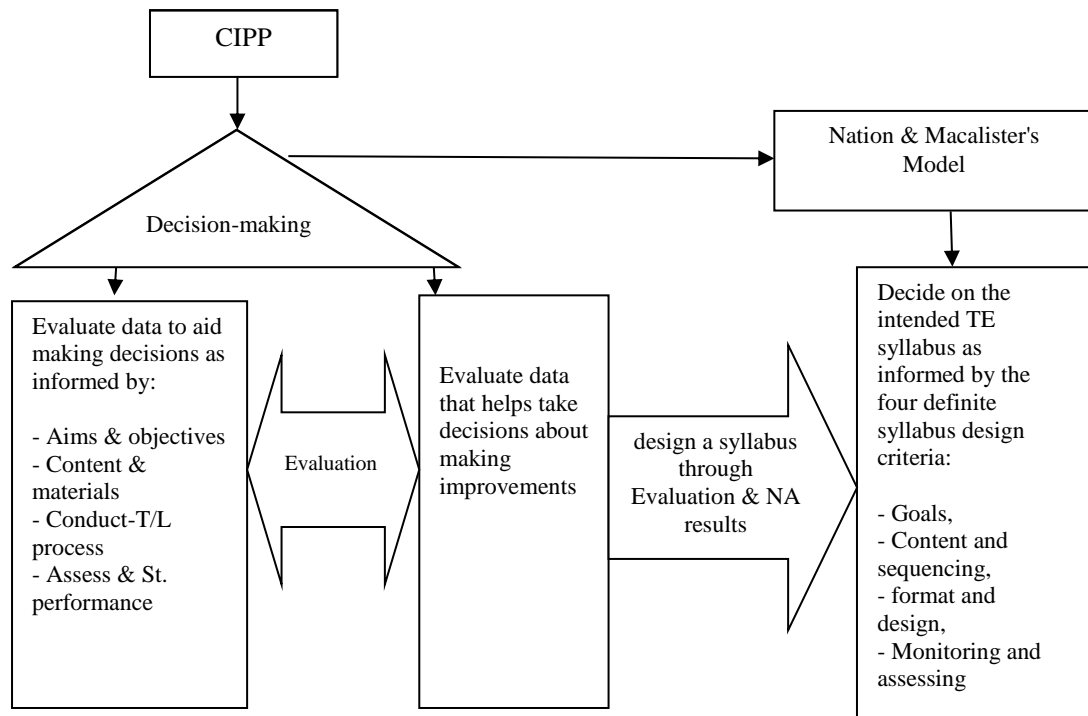 CIPP
Nation & Macalister's
Model
Decision-making
Evaluate data to aid
making decisions as
informed by:
- Aims & objectives
- Content &
materials
- Conduct-T/L
process
- Assess & St.
performance
Evaluation
Evaluate data
that helps take
decisions about
making
improvements
design a syllabus
through
Evaluation & NA
results
Decide on the
intended TE
syllabus as
informed by the
four definite
syllabus design
criteria:
- Goals,
- Content and
sequencing,
- format and
design,
- Monitoring and
assessing